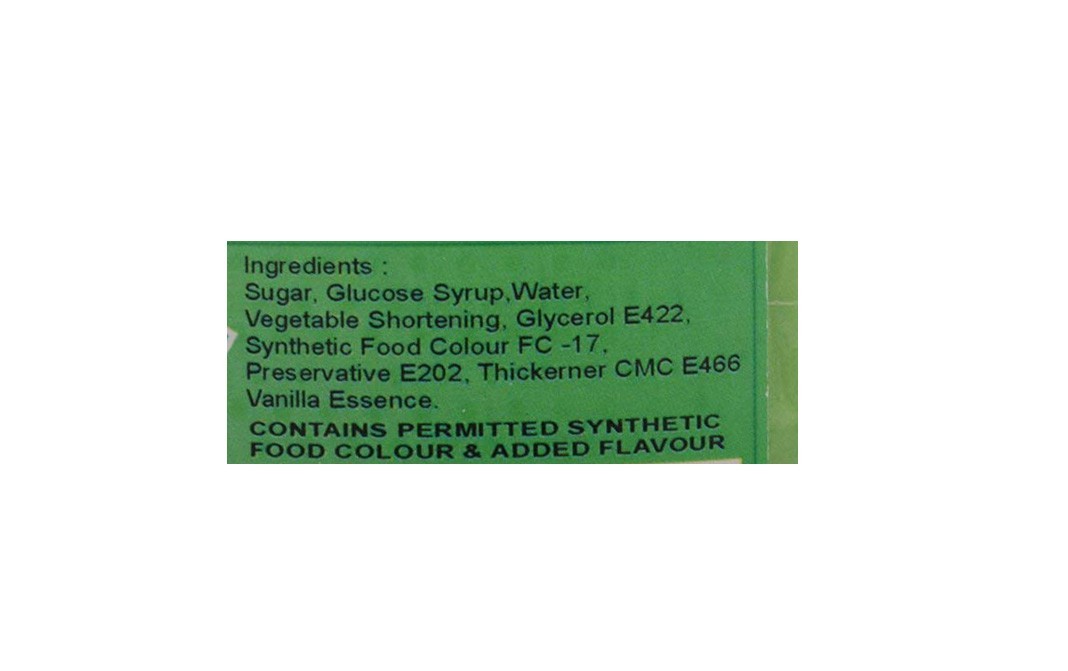 Ingredients :
Sugar, Glucose Syrup,Water,
Vegetable Shortening, Glycerol E422,
Synthetic Food Colour FC -17,
Preservative E202, Thickerner CMC E466
Vanilla Essence.
CONTAINS PERMITTED SYNTHETIC
FOOD COLOUR & ADDED FLAVOUR